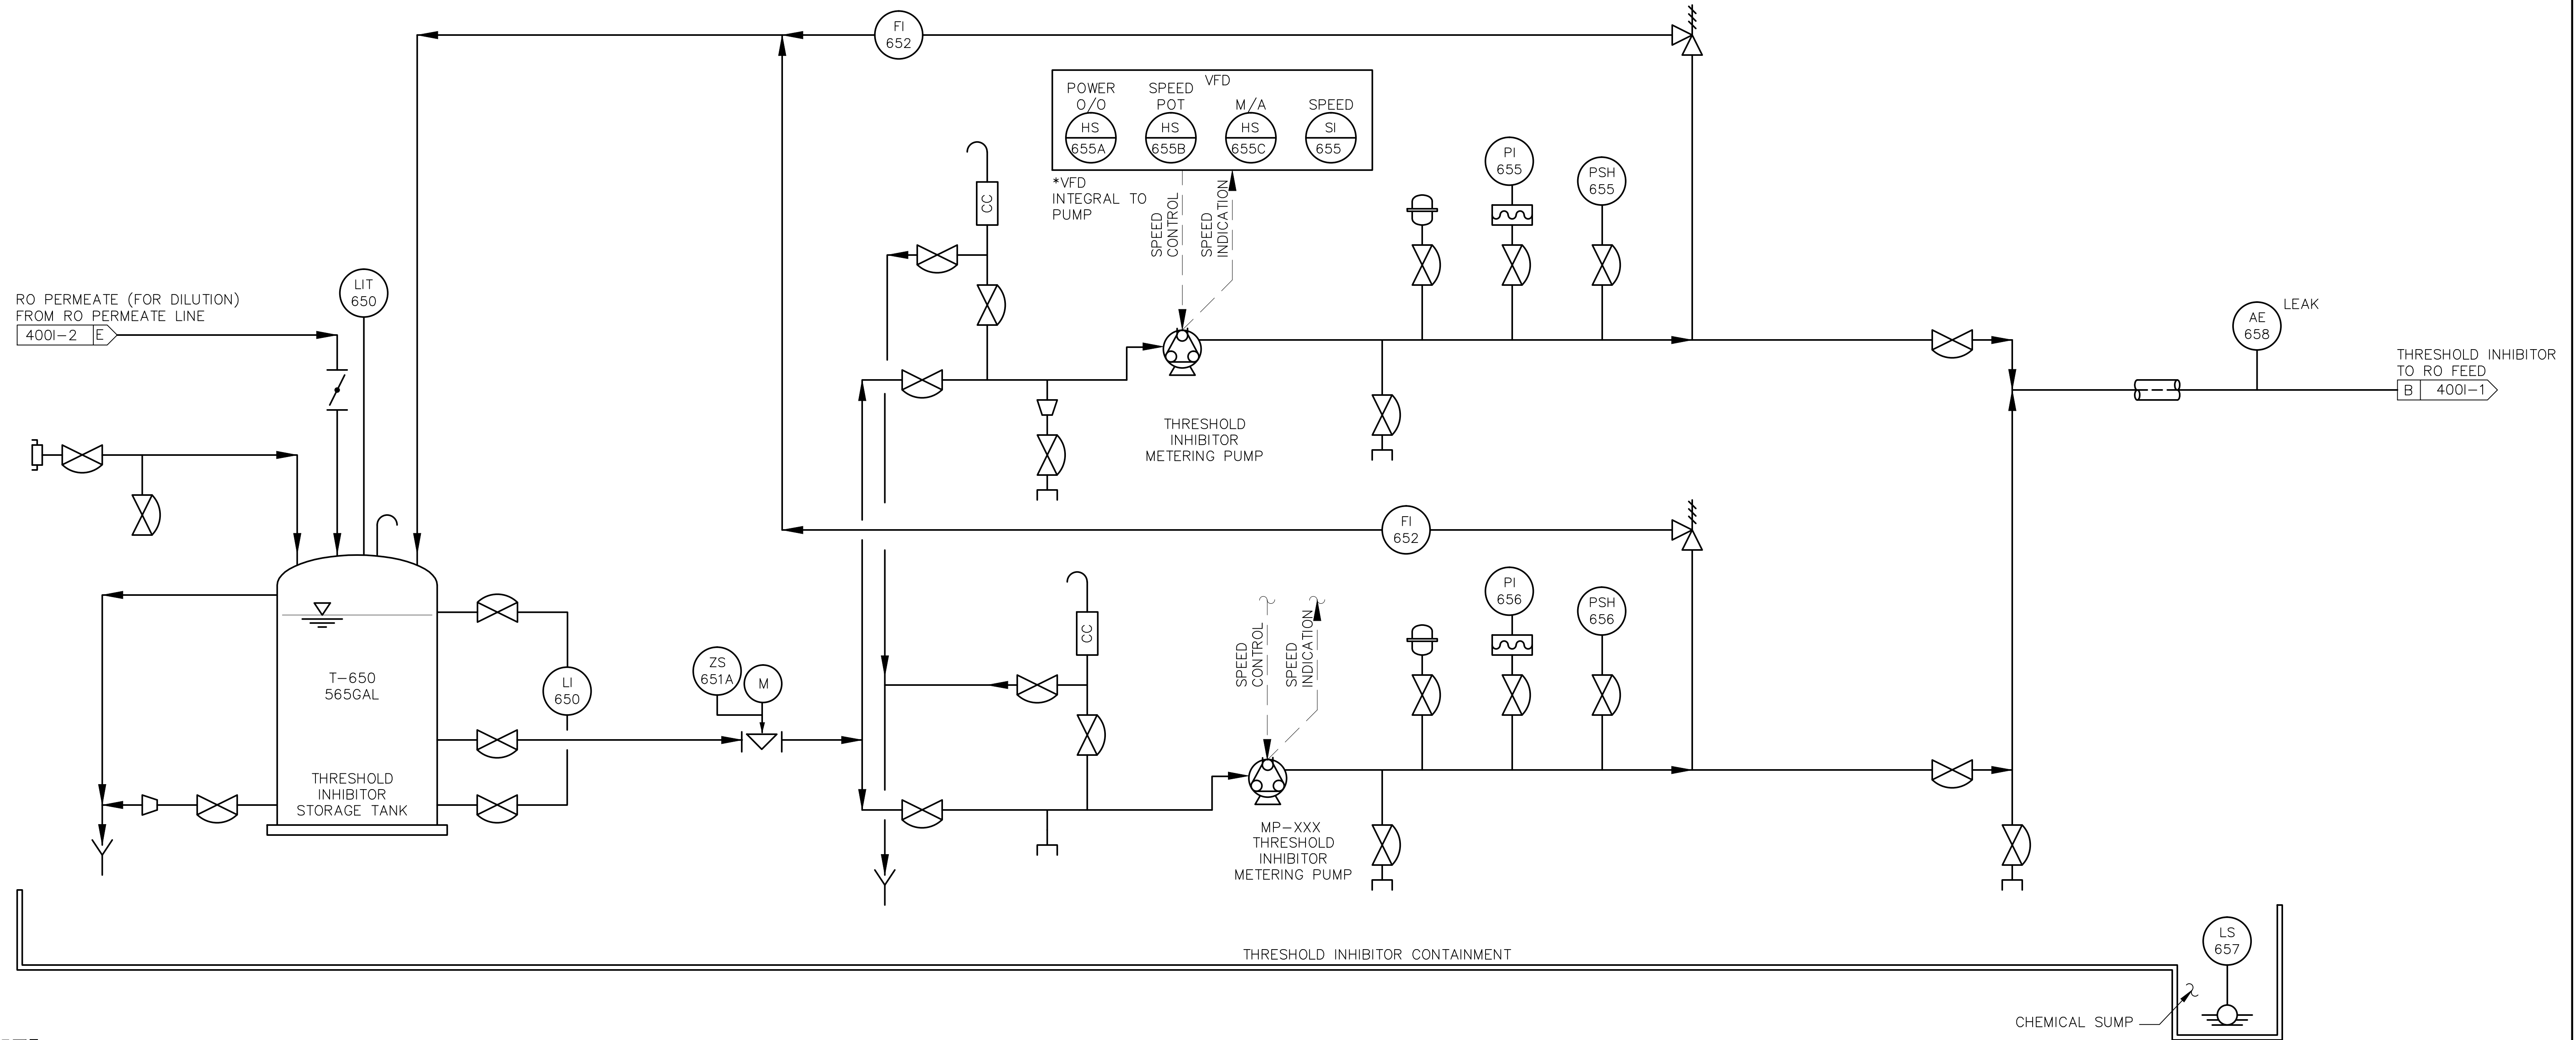 FI
652
VFD
POWER
O/O
SPEED
POT
M/A
SPEED
HS
655A
HS
655B
HS
655C
SI
655
*VFD
INTEGRAL TO
PUMP
SPEED
CONTROL
SPEED
INDICATION
CC
PI
655
PSH
655
LIT
650
RO PERMEATE (FOR DILUTION)
FROM RO PERMEATE LINE
400I-2 E
AE
658
LEAK
THRESHOLD INHIBITOR
TO RO FEED
B 400I-1
THRESHOLD
INHIBITOR
METERING PUMP
FI
652
CC
SPEED
CONTROL
SPEED
INDICATION
PI
656
PSH
656
T-650
565GAL
LI
650
ZS
651A
M
THRESHOLD
INHIBITOR
STORAGE TANK
MP-XXX
THRESHOLD
INHIBITOR
METERING PUMP
THRESHOLD INHIBITOR CONTAINMENT
LS
657
CHEMICAL SUMP